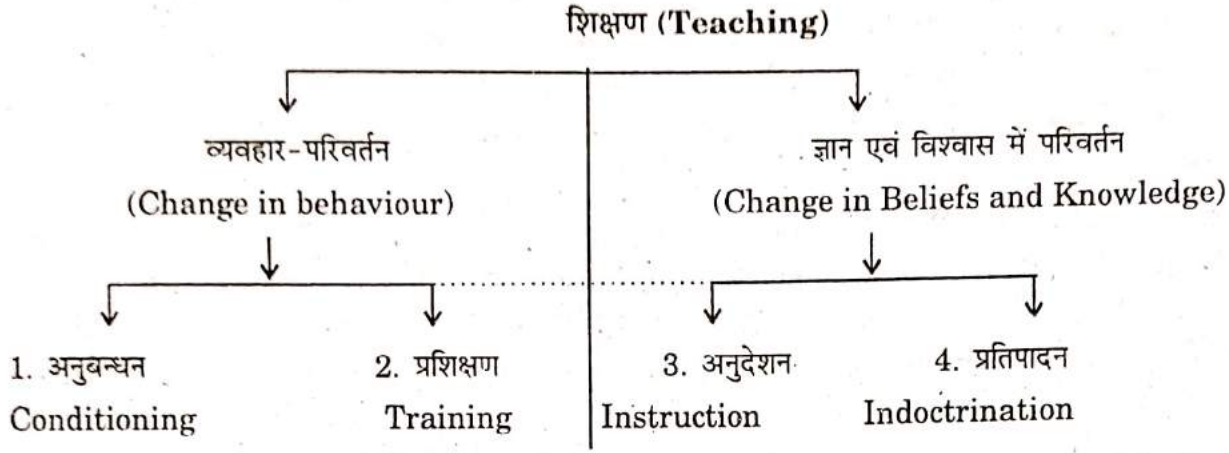 शिक्षण (Teaching)
व्यवहार-परिवर्तन
(Change in behaviour)
ज्ञान एवं विश्वास में परिवर्तन
(Change in Beliefs and Knowledge)
1. अनुबन्धन
Conditioning
2. प्रशिक्षण
Training
3. अनुदेशन
Instruction
4. प्रतिपादन
Indoctrination